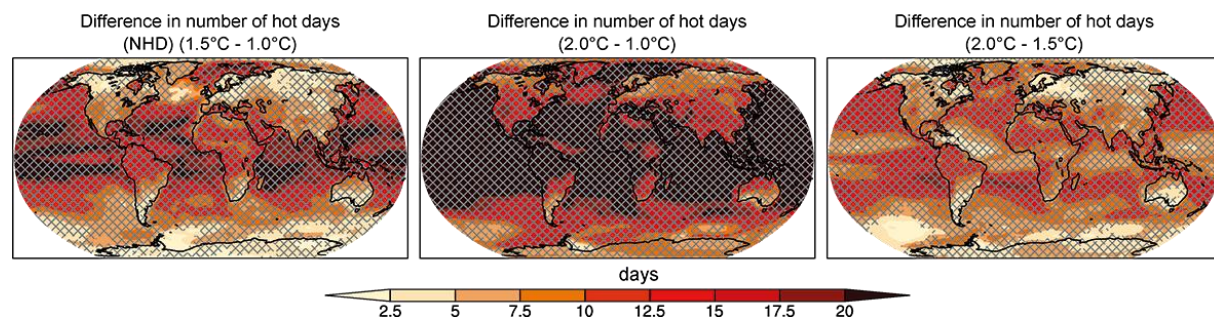 Difference in number of hot days
(NHD) (1.5°C - 1.0°C)
Difference in number of hot days
(2.0°C - 1.0°C)
Difference in number of hot days
(2.0°C - 1.5°C)
days
2.5 5 7.5 10 12.5 15 17.5 20